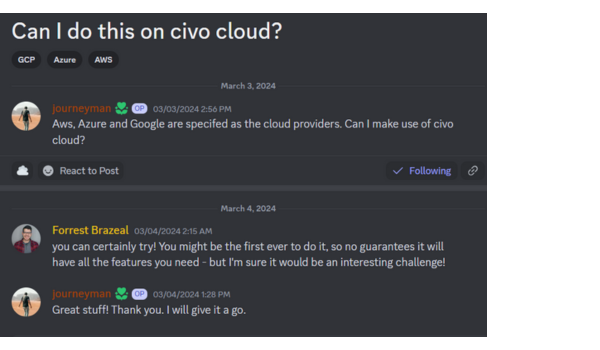 Can I do this on civo cloud?
GCP Azure AWS
March 3, 2024
journeyman OP 03/03/2024 2:56 PM
Aws, Azure and Google are specifed as the cloud providers. Can I make use of civo
cloud?
React to Post Following
March 4, 2024
Forrest Brazeal 03/04/2024 2:15 AM
you can certainly try! You might be the first ever to do it, so no guarantees it will
have all the features you need - but I'm sure it would be an interesting challenge!
journeyman OP 03/04/2024 1:28 PM
Great stuff! Thank you. I will give it a go.